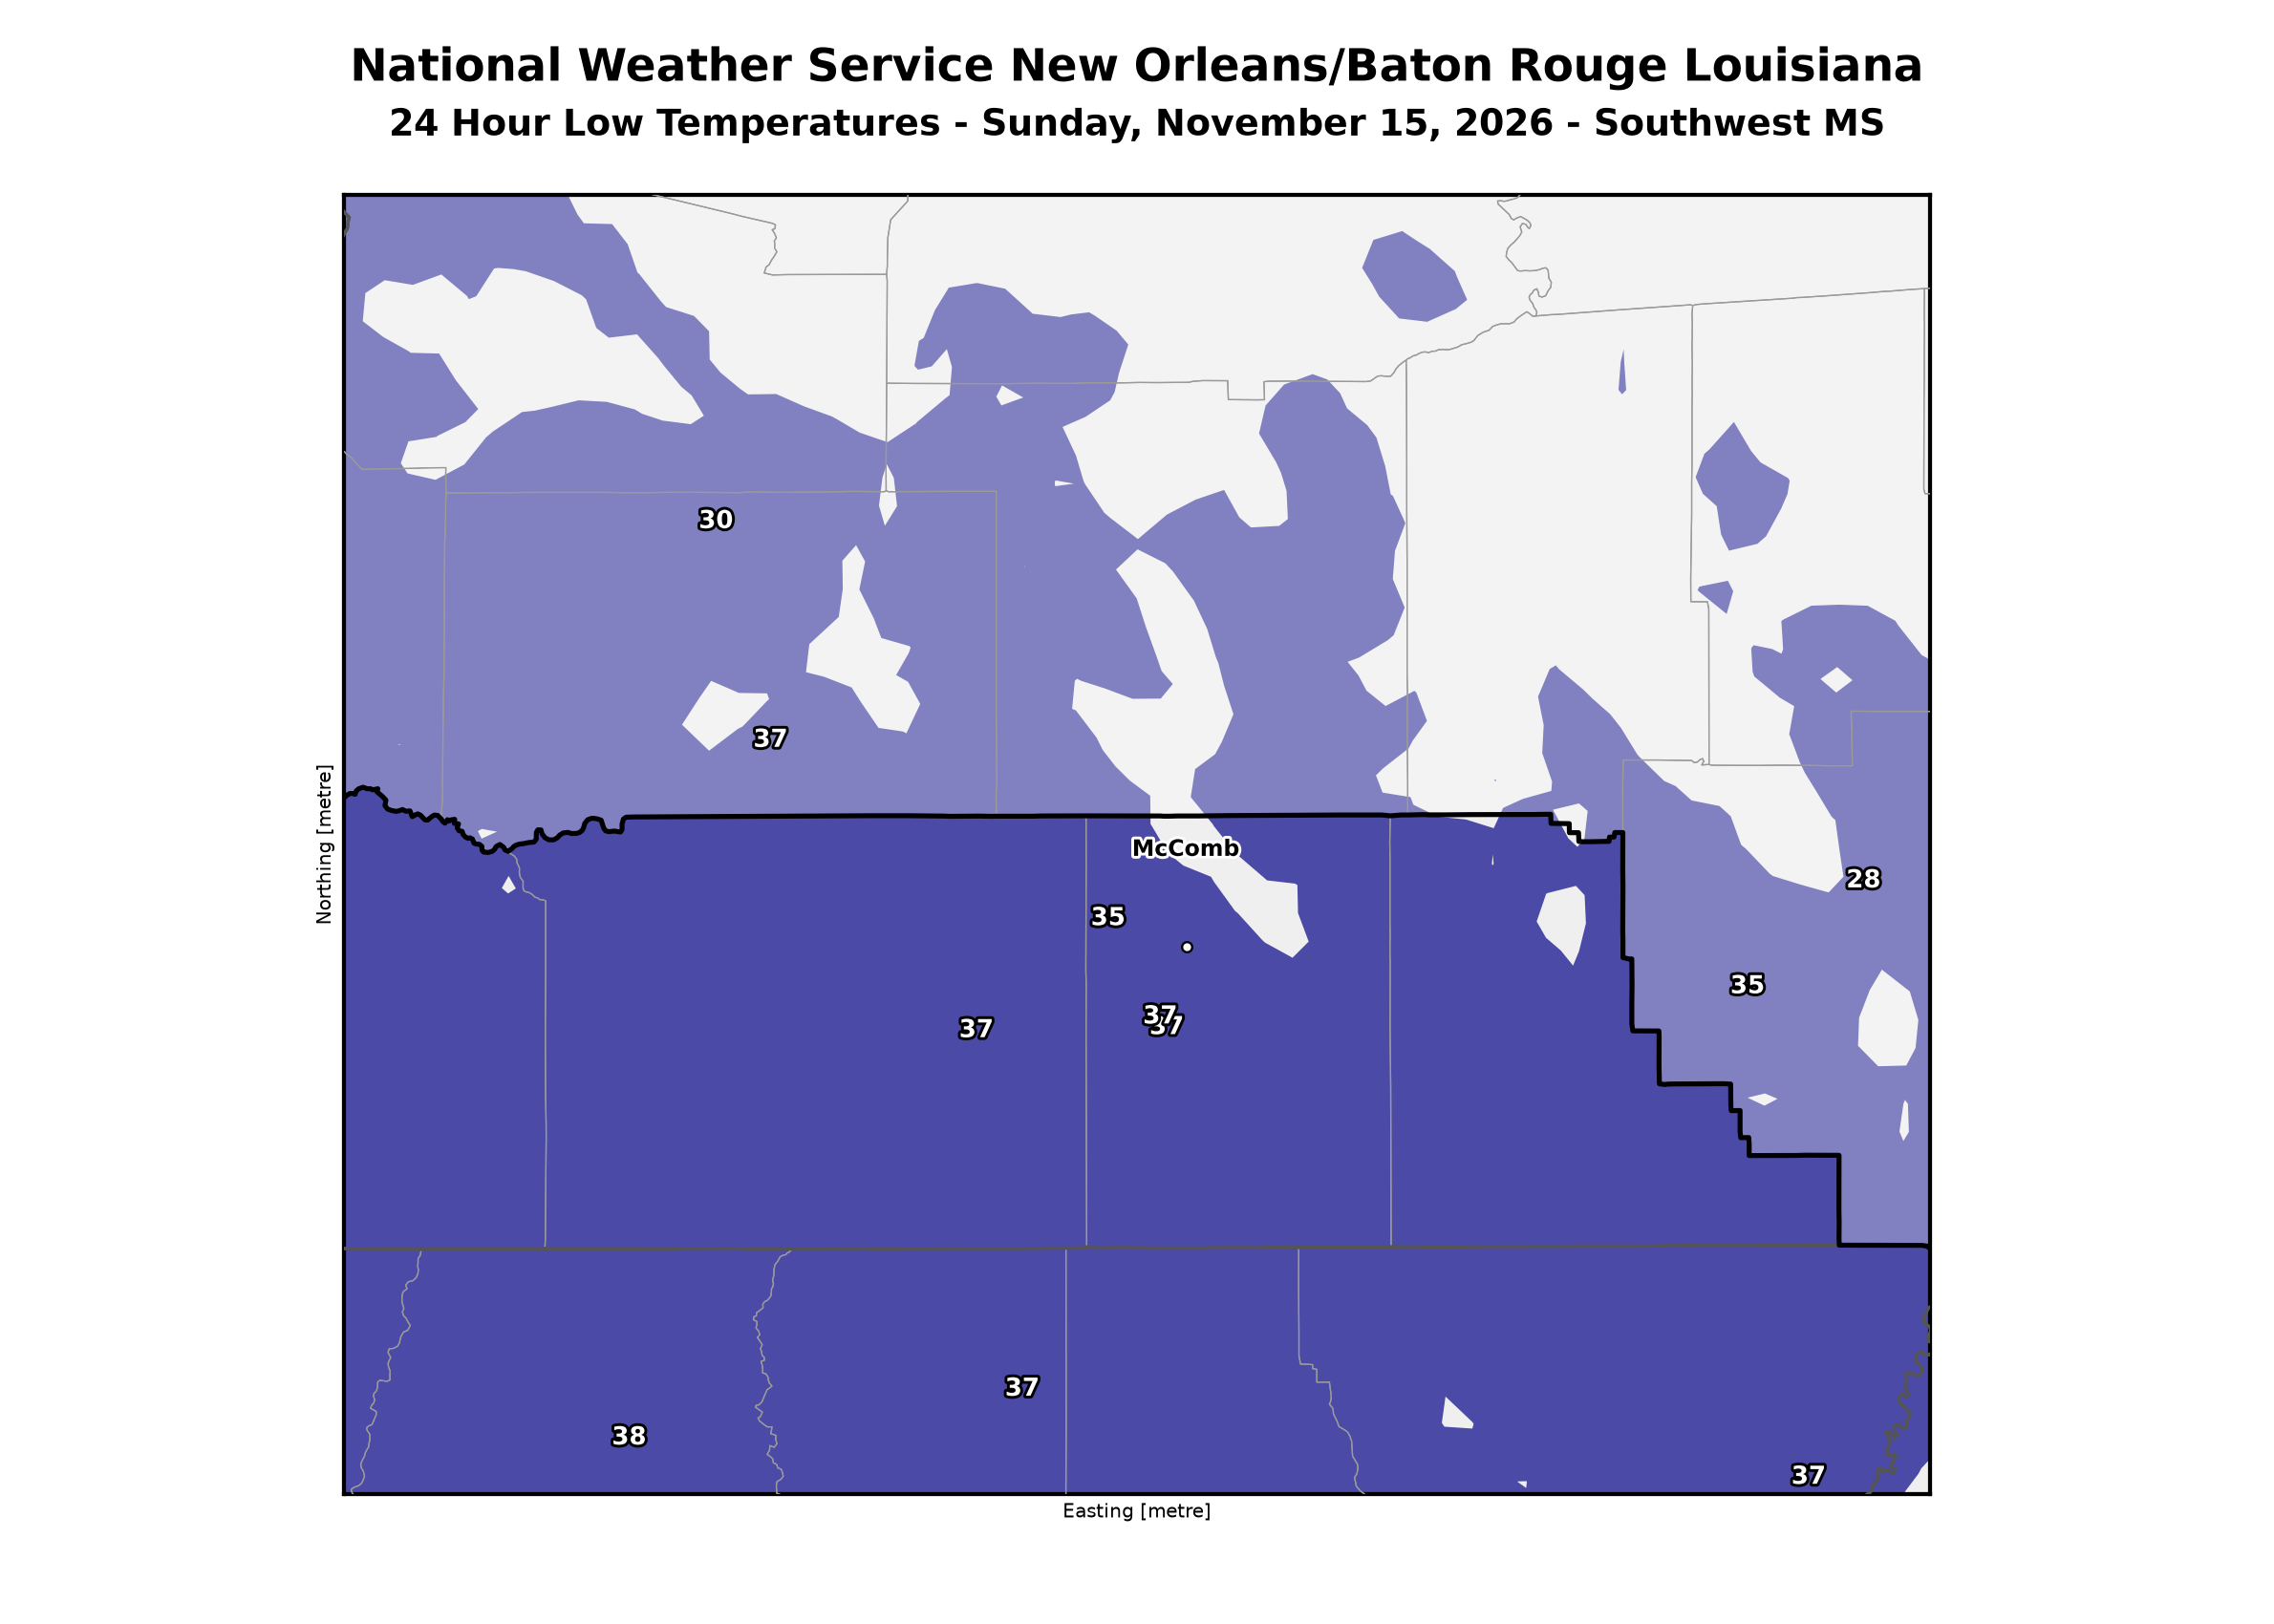 National Weather Service New Orleans/Baton Rouge Louisiana
24 Hour Low Temperatures - Sunday, November 15, 2026 - Southwest MS
30
37
Northing [metre]
McComb
28
35
35
37
37
37
37
38
37
Easting [metre]